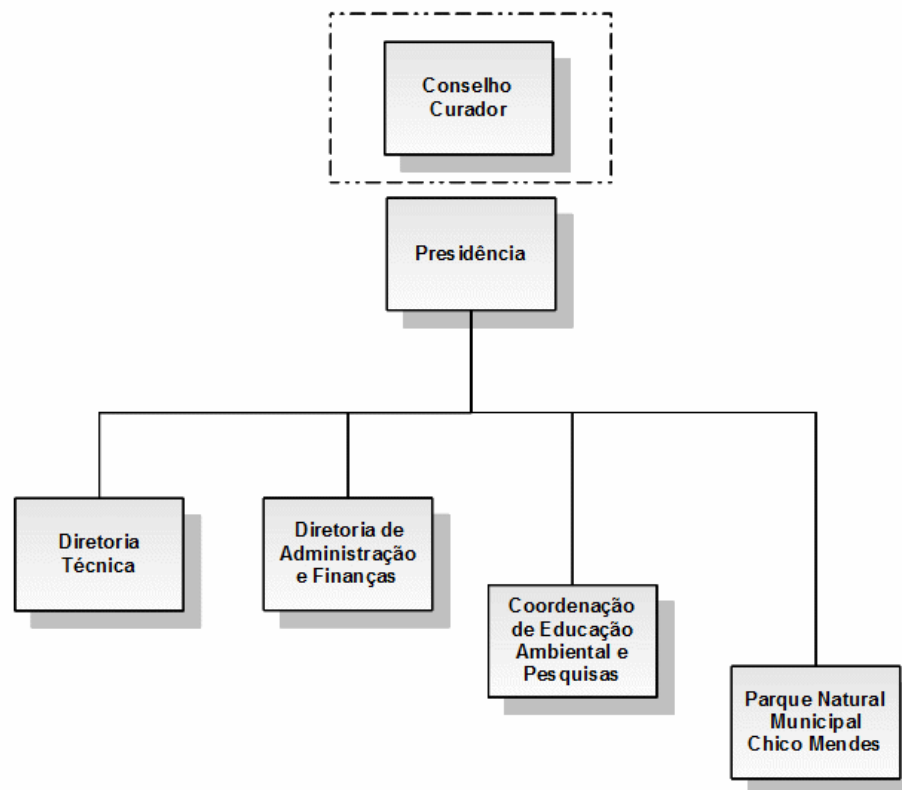 Conselho
Curador
Presidência
Diretoria
Técnica
Diretoria de
Administração
e Finanças
Coordenação
de Educação
Ambiental e
Pesquisas
Parque Natural
Municipal
Chico Mendes